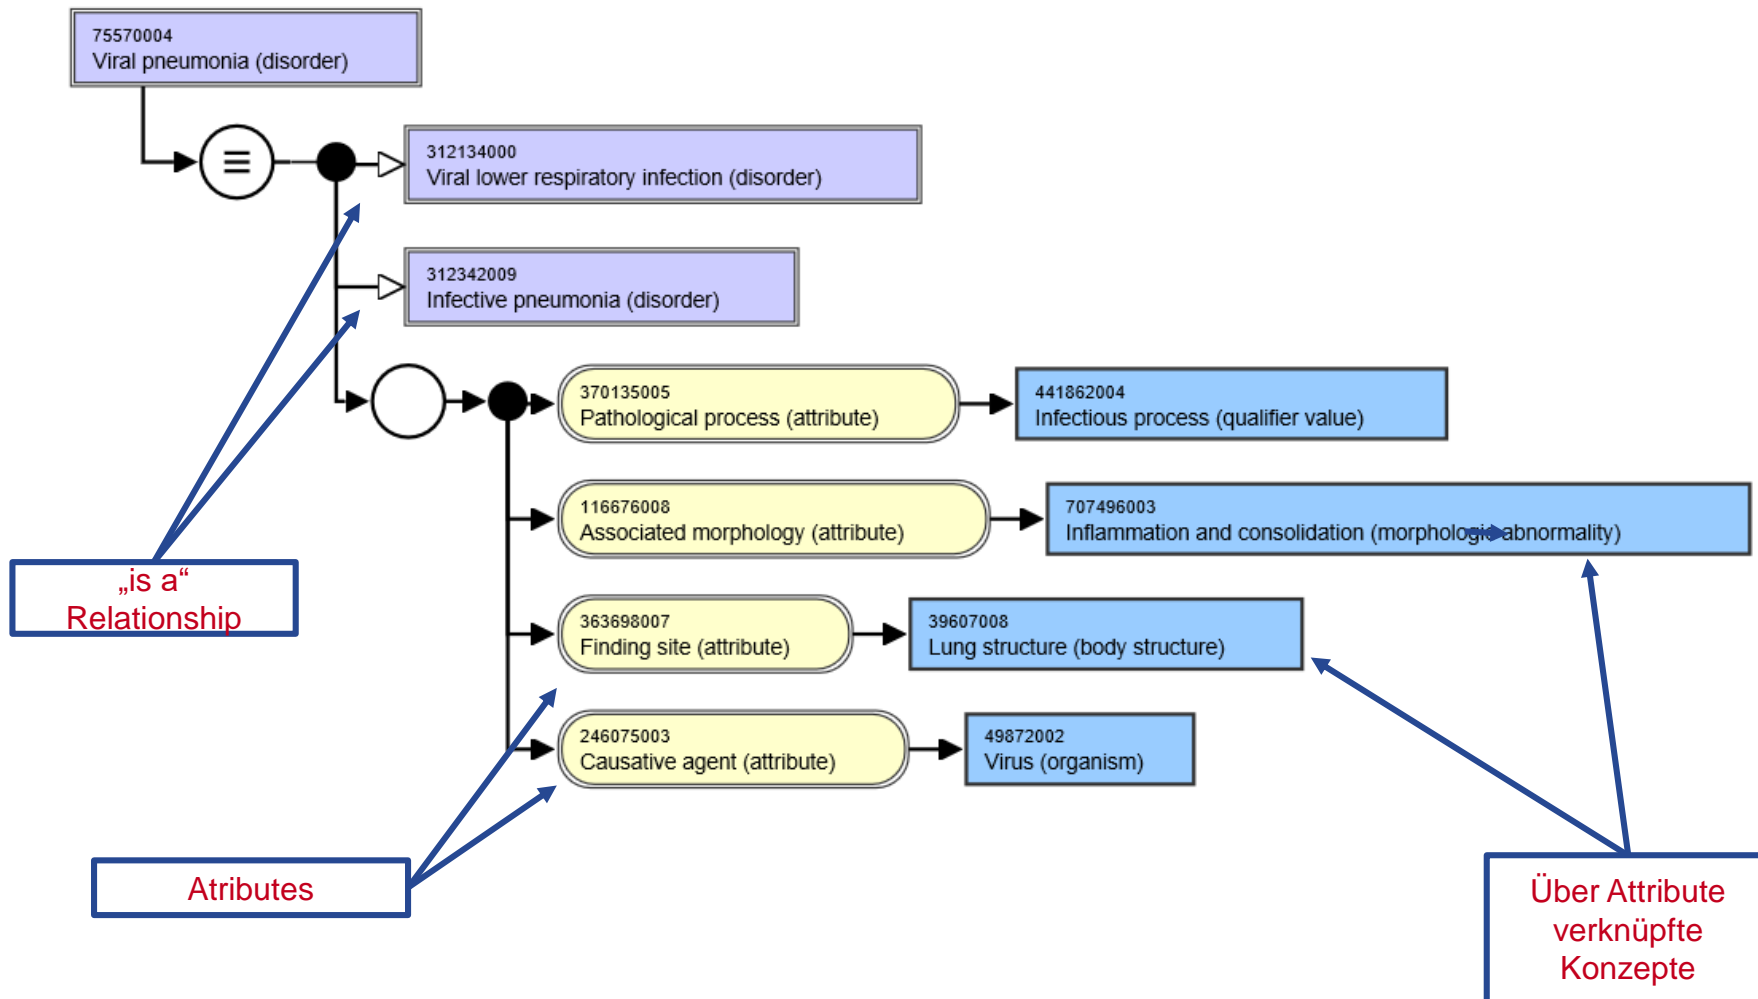 75570004
Viral pneumonia (disorder)
312134000
Viral lower respiratory infection (disorder)
312342009
Infective pneumonia (disorder)
370135005
Pathological process (attribute)
441862004
Infectious process (qualifier value)
116676008
Associated morphology (attribute)
707496003
Inflammation and consolidation (morphologic abnormality)
„is a“
Relationship
363698007
Finding site (attribute)
39607008
Lung structure (body structure)
246075003
Causative agent (attribute)
49872002
Virus (organism)
Atributes
Über Attribute
verknüpfte
Konzepte